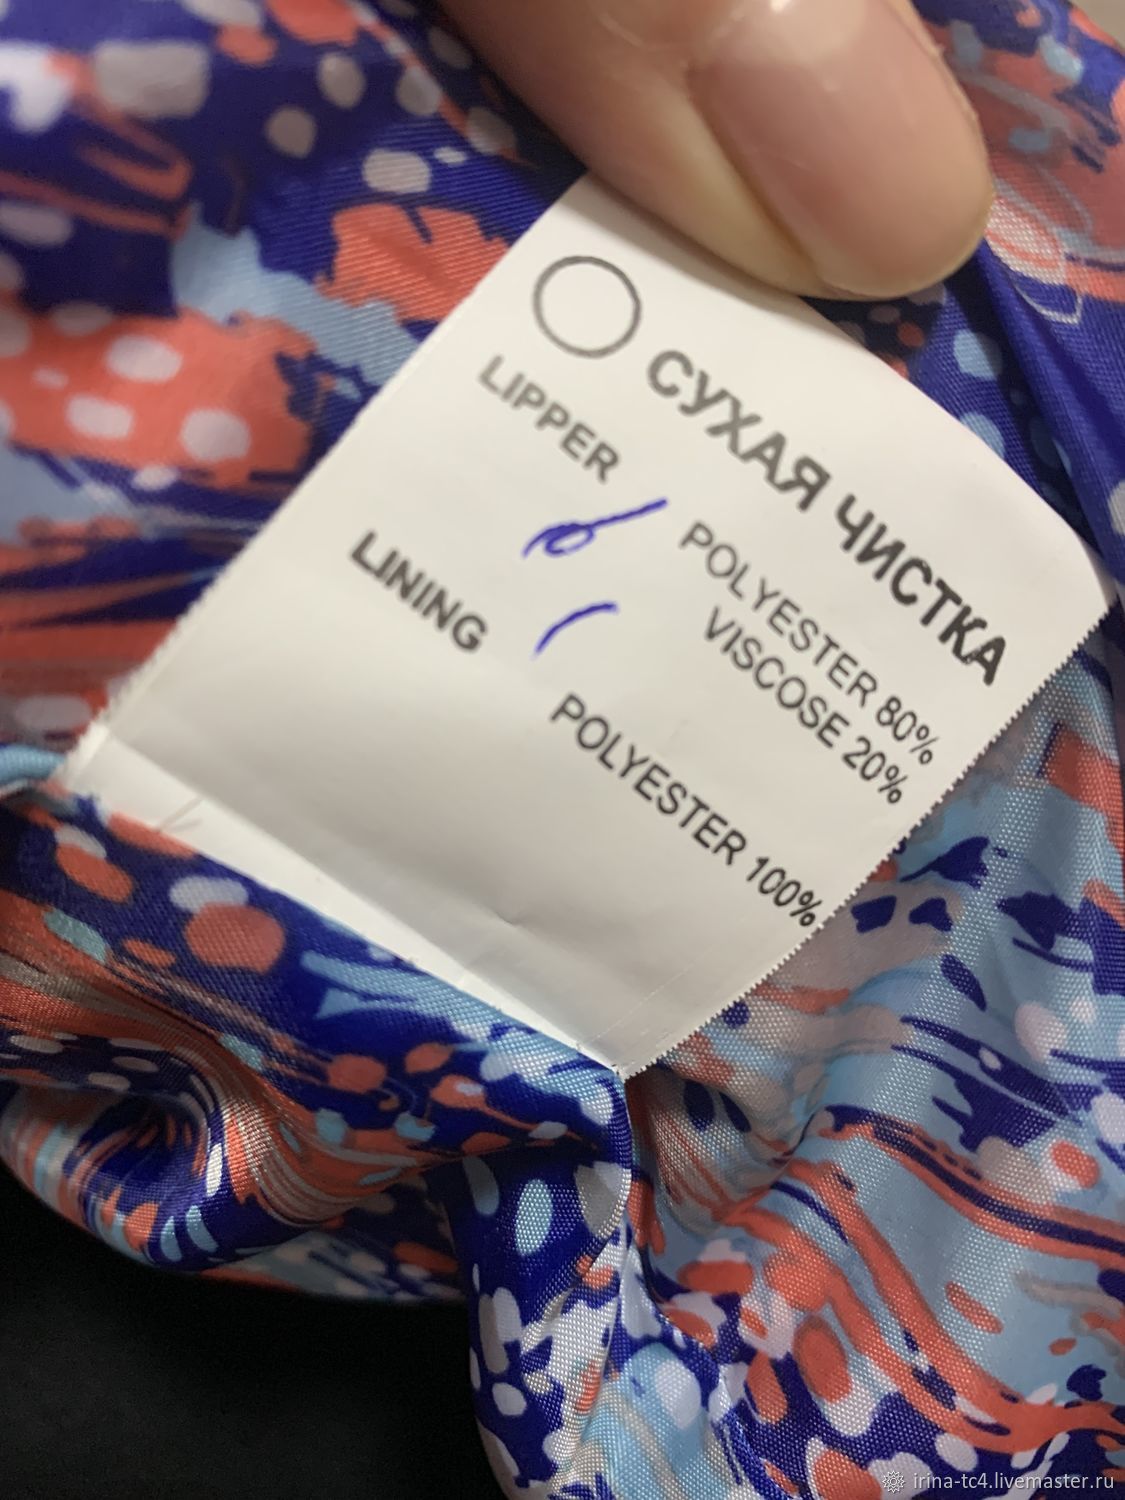 СУХАЯ ЧИСТКА
LIPPER
POLYESTER 80%
VISCOSE 20%
LINING
POLYESTER 100%
irina-tc4.livemaster.ru